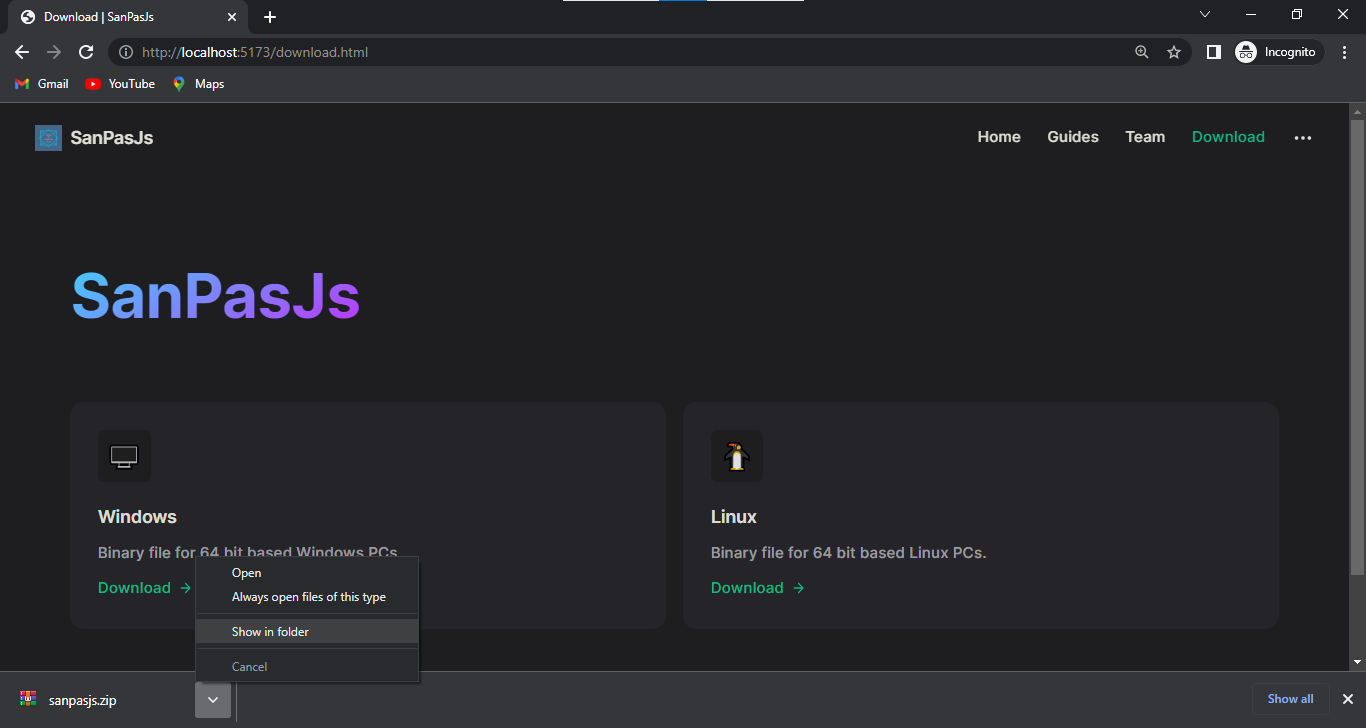 Download | SanPasJs
http://localhost:5173/download.html
Incognito
Gmail
YouTube
Maps
SanPasJs
Home
Guides
Team
Download
SanPasJs
Windows
Binary file for 64 bit based Windows PCs
Download →
Linux
Binary file for 64 bit based Linux PCs.
Download →
Open
Always open files of this type
Show in folder
Cancel
sanpasjs.zip
Show all